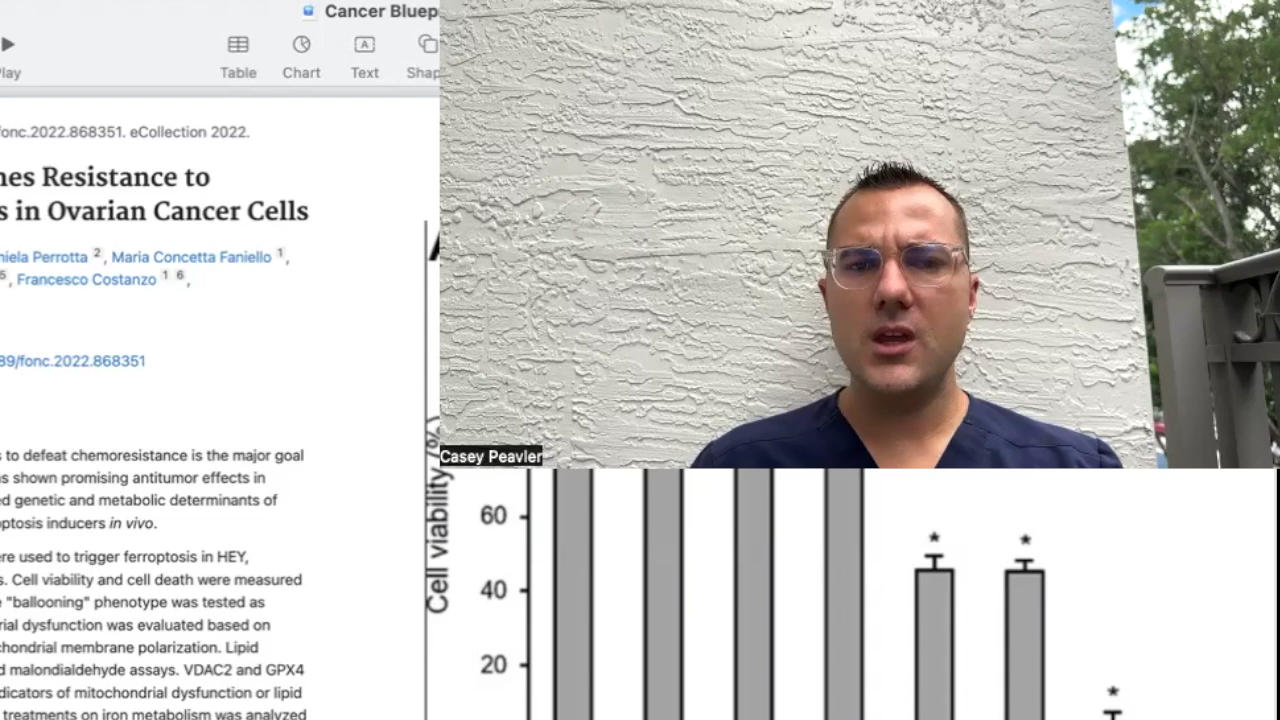 Cancer Bluep
Play
Table
Chart
Text
Shap
fonc.2022.868351. eCollection 2022.
nes Resistance to
s in Ovarian Cancer Cells
niela Perrotta 2, Maria Concetta Faniello 1,
5, Francesco Costanzo 1 6,
89/fonc.2022.868351
s to defeat chemoresistance is the major goal
as shown promising antitumor effects in
ed genetic and metabolic determinants of
optosis inducers in vivo.
ere used to trigger ferroptosis in HEY,
s. Cell viability and cell death were measured
e "ballooning" phenotype was tested as
rial dysfunction was evaluated based on
chondrial membrane polarization. Lipid
d malondialdehyde assays. VDAC2 and GPX4
dicators of mitochondrial dysfunction or lipid
treatments on iron metabolism was analyzed
Casey Peavler
Cell viability (%)
60
40
20
*
*
*